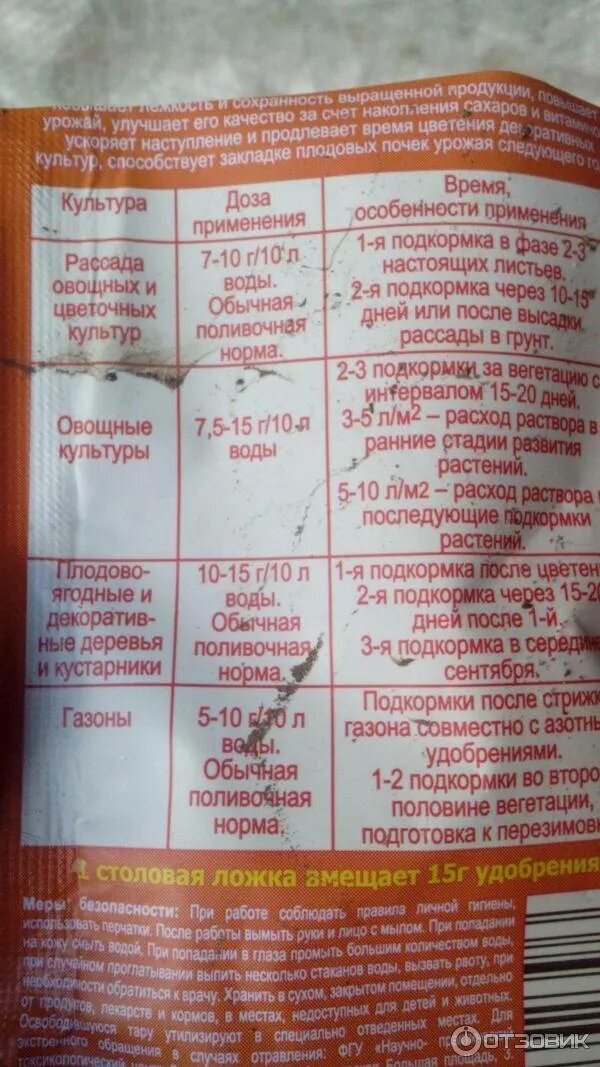 лежкость и сохранность выращенной продукции, повышает
урожай, улучшает его качество за счет накопления сахаров и витаминов
ускоряет наступление и продлевает время цветения декоративных
культур, способствует закладке плодовых почек урожая следующего го
Культура
Доза
применения
Время,
особенности применения
Рассада
овощных и
цветочных
культур
7-10 г/10 л
воды.
Обычная
поливочная
норма.
1-я подкормка в фазе 2-3
настоящих листьев.
2-я подкормка через 10-15
дней или после высадки
рассады в грунт.
Овощные
культуры
7,5-15 г/10 л
воды
2-3 подкормки за вегетацию с
интервалом 15-20 дней.
3-5 л/м2 – расход раствора в
ранние стадии развития
растений.
5-10 л/м2 – расход раствора
последующие подкормки
растений.
Плодово-
ягодные и
декоратив-
ные деревья
и кустарники
10-15 г/10 л
воды.
Обычная
поливочная
норма.
1-я подкормка после цветен
2-я подкормка через 15-20
дней после 1-й.
3-я подкормка в середине
сентября.
Газоны
5-10 г/10 л
воды.
Обычная
поливочная
норма.
Подкормки после стрижк
газона совместно с азотны
удобрениями.
1-2 подкормки во второ
половине вегетации,
подготовка к перезимов
1 столовая ложка вмещает 15г удобрения
Меры безопасности: При работе соблюдать правила личной гигиены,
использовать перчатки. После работы вымыть руки и лицо с мылом. При попадании
на кожу смыть водой. При попадании в глаза промыть большим количеством воды,
при случайном проглатывании выпить несколько стаканов воды, вызвать рвоту, при
необходимости обратиться к врачу. Хранить в сухом, закрытом помещении, отдельно
от продуктов, лекарств и кормов, в местах, недоступных для детей и животных.
Освободившуюся тару утилизируют в специально отведенных местах. Для
экстренного обращения в случаях отравления: ФГУ «Научно-
токсикологический Большая площадь, 3.
ОТЗОВИК